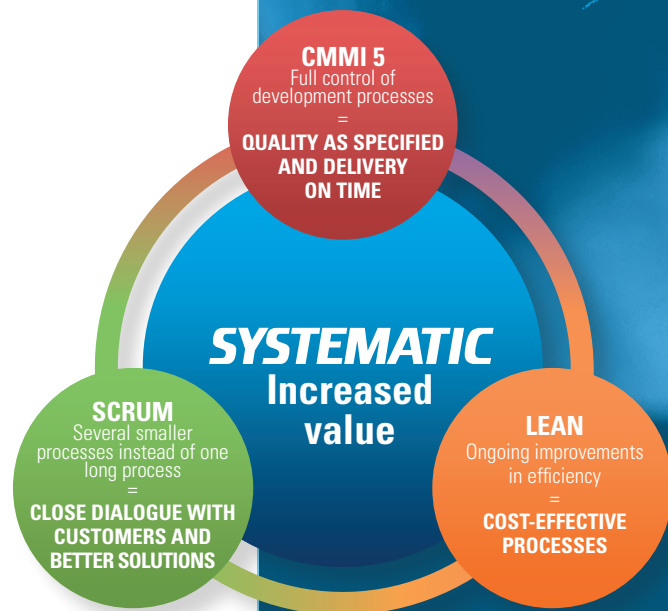 CMMI 5
Full control of
development processes
=
QUALITY AS SPECIFIED
AND DELIVERY
ON TIME
SYSTEMATIC
Increased
value
SCRUM
Several smaller
processes instead of one
long process
=
CLOSE DIALOGUE WITH
CUSTOMERS AND
BETTER SOLUTIONS
LEAN
Ongoing improvements
in efficiency
=
COST-EFFECTIVE
PROCESSES